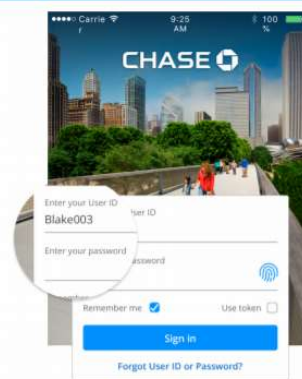 Carrie
r
9:25
AM
100
%
CHASE
Enter your User ID
ser ID
Blake003
Enter your password
assword
Remember me
Use token
Sign in
Forgot User ID or Password?